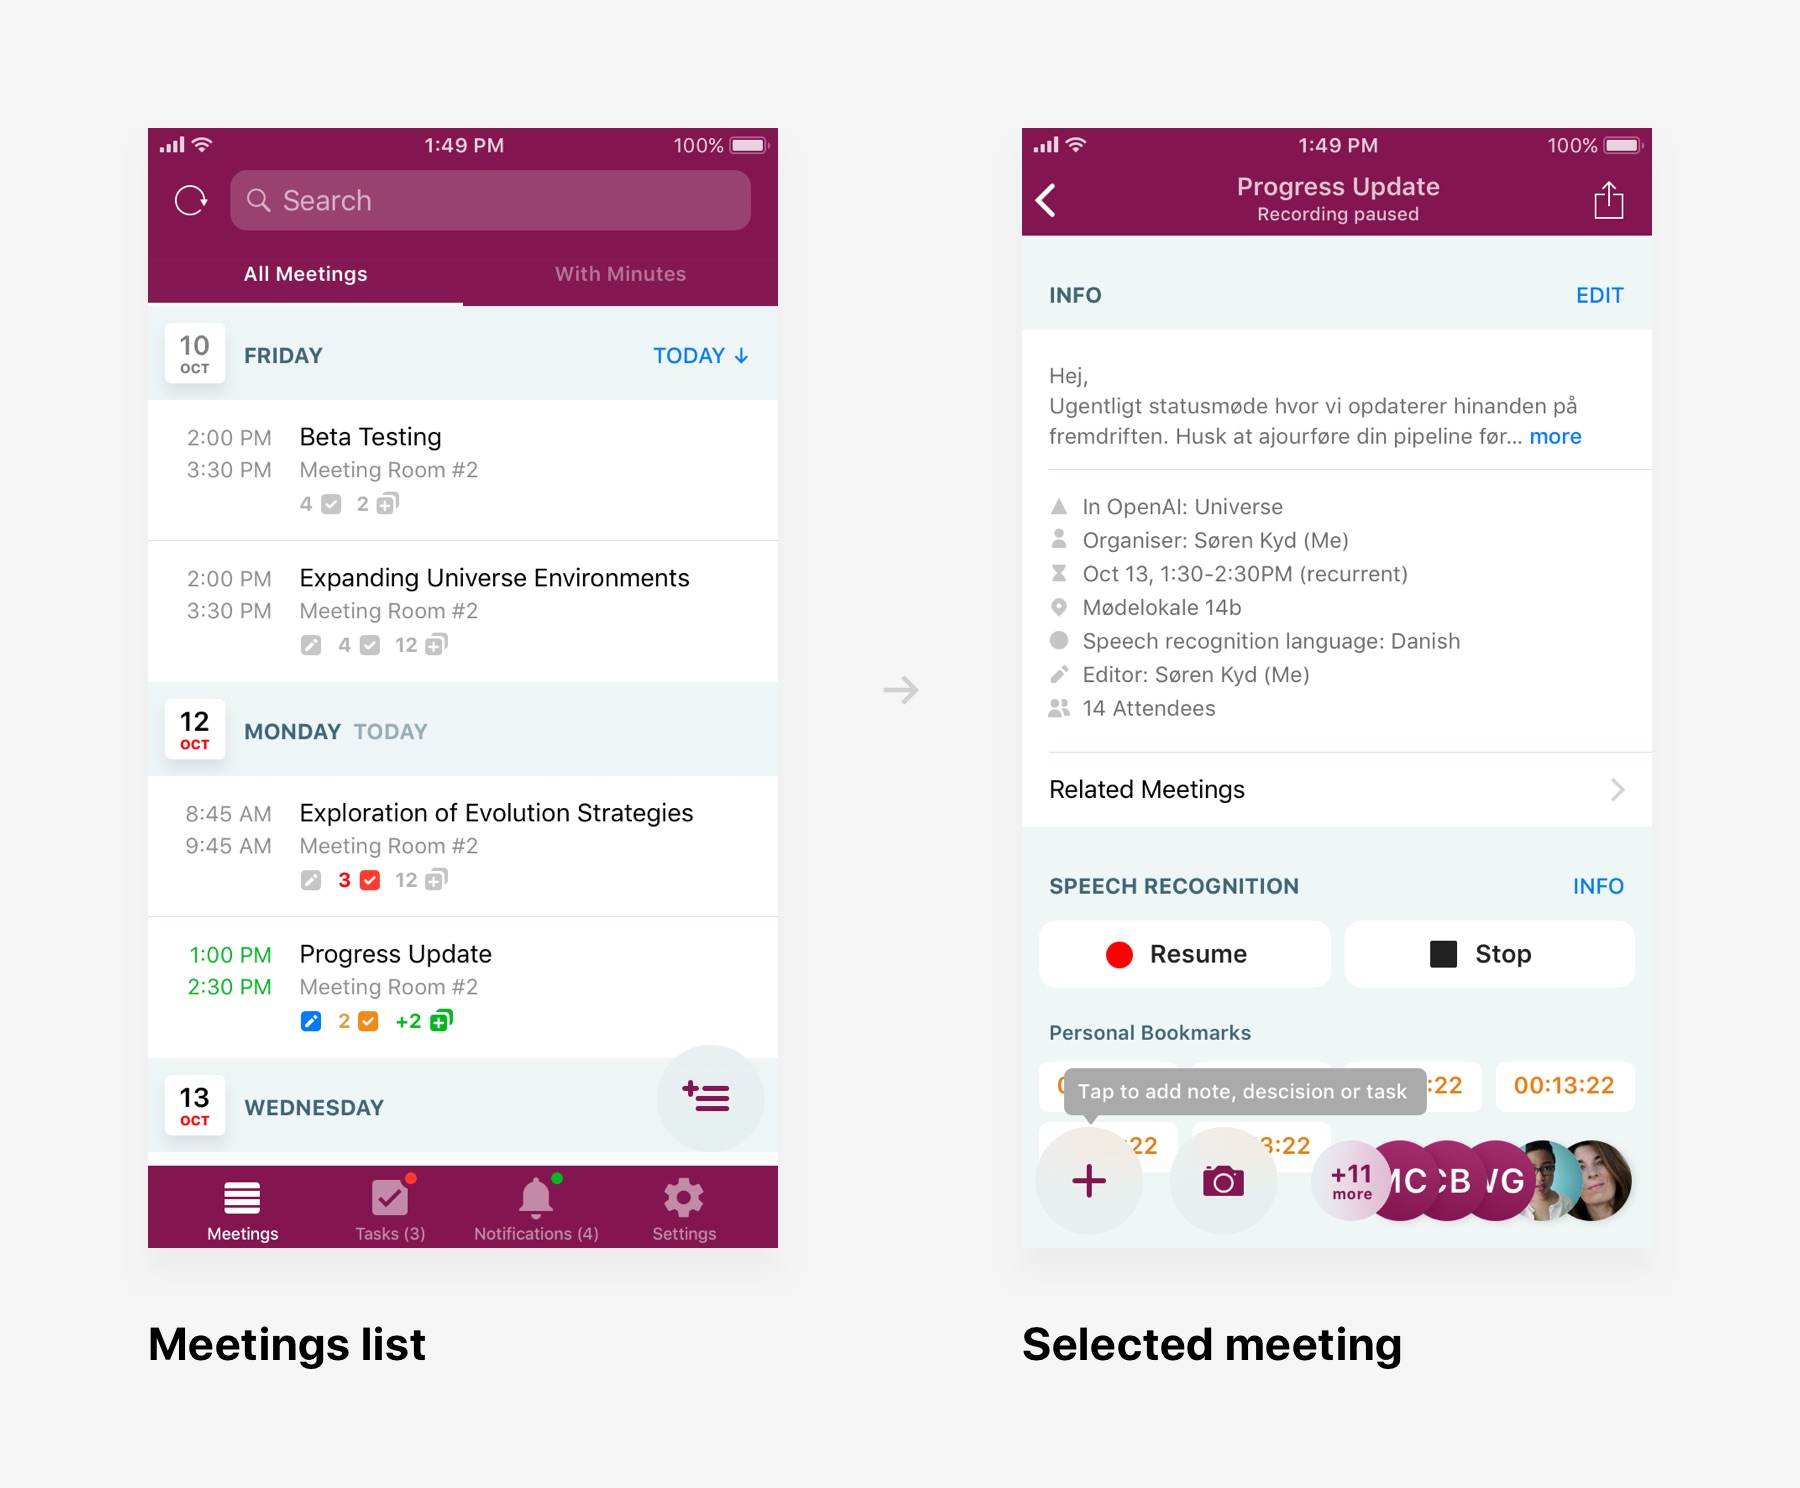 1:49 PM
100%
Search
All Meetings
With Minutes
10
OCT
FRIDAY
TODAY ↓
2:00 PM
Beta Testing
3:30 PM
Meeting Room #2
4
2
2:00 PM
Expanding Universe Environments
3:30 PM
Meeting Room #2
4
12
12
OCT
MONDAY TODAY
8:45 AM
Exploration of Evolution Strategies
9:45 AM
Meeting Room #2
3
12
1:00 PM
Progress Update
2:30 PM
Meeting Room #2
2
+2
13
OCT
WEDNESDAY
Meetings
Tasks (3)
Notifications (4)
Settings
Meetings list
1:49 PM
100%
Progress Update
Recording paused
INFO
EDIT
Hej,
Ugentligt statusmøde hvor vi opdaterer hinanden på
fremdriften. Husk at ajourføre din pipeline før... more
In OpenAI: Universe
Organiser: Søren Kyd (Me)
Oct 13, 1:30-2:30PM (recurrent)
Mødelokale 14b
Speech recognition language: Danish
Editor: Søren Kyd (Me)
14 Attendees
Related Meetings
SPEECH RECOGNITION
INFO
Resume
Stop
Personal Bookmarks
Tap to add note, descision or task
:22
00:13:22
22
3:22
+11
more
MC
CB
VG
Selected meeting